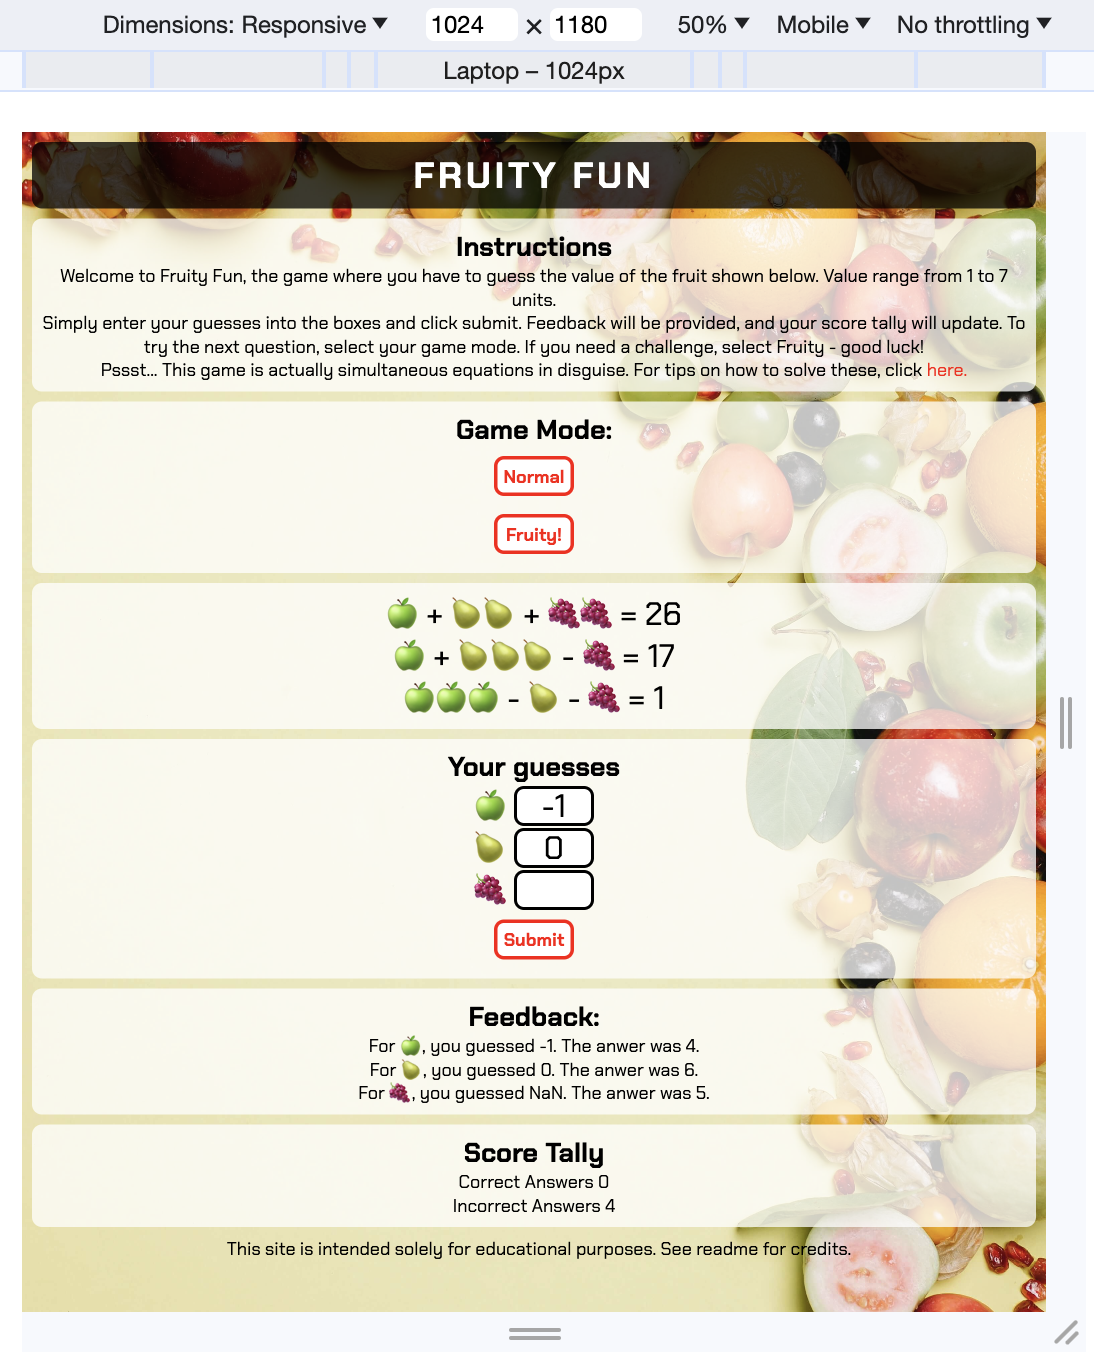 Dimensions: Responsive ▼ 1024 × 1180 50% ▼ Mobile ▼ No throttling ▼
Laptop – 1024px
FRUITY FUN
Instructions
Welcome to Fruity Fun, the game where you have to guess the value of the fruit shown below. Value range from 1 to 7
units.
Simply enter your guesses into the boxes and click submit. Feedback will be provided, and your score tally will update. To
try the next question, select your game mode. If you need a challenge, select Fruity - good luck!
Pssst... This game is actually simultaneous equations in disguise. For tips on how to solve these, click here.
Game Mode:
Normal
Fruity!
🍏 + 🍐🍐 + 🍇🍇 = 26
🍏 + 🍐🍐🍐 - 🍇 = 17
🍏🍏🍏 - 🍐 - 🍇 = 1
Your guesses
🍏 -1
🍐 0
🍇
Submit
Feedback:
For 🍏, you guessed -1. The anwer was 4.
For 🍐, you guessed 0. The anwer was 6.
For 🍇, you guessed NaN. The anwer was 5.
Score Tally
Correct Answers 0
Incorrect Answers 4
This site is intended solely for educational purposes. See readme for credits.